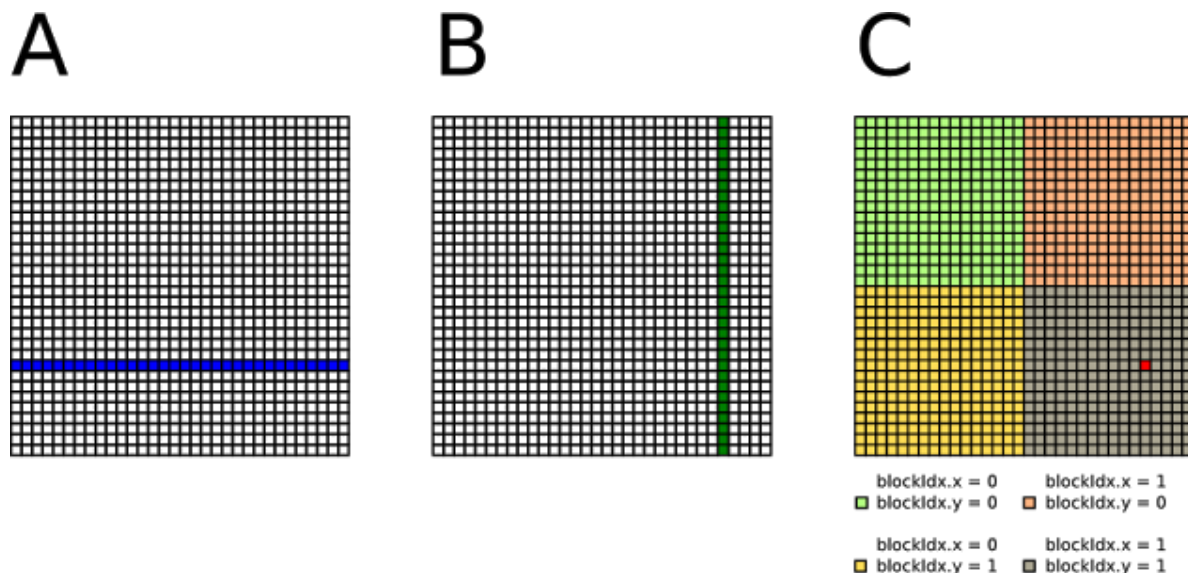 A B C
blockIdx.x = 0 blockIdx.x = 1
blockIdx.y = 0 blockIdx.y = 0
blockIdx.x = 0 blockIdx.x = 1
blockIdx.y = 1 blockIdx.y = 1